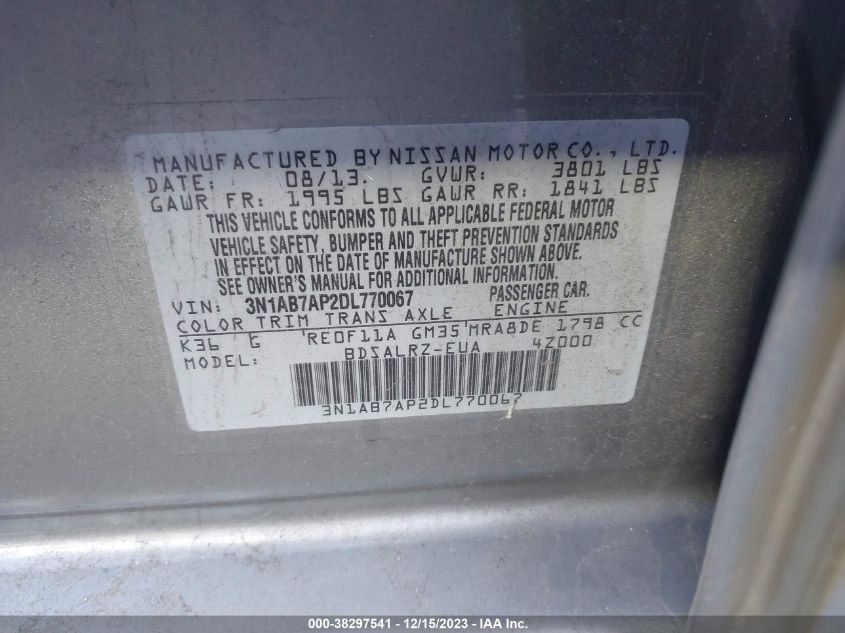 MANUFACTURED BY NISSAN MOTOR CO., LTD.
DATE: 08/13. GVWR: 3801 LBS
GAWR FR: 1995 LBS GAWR RR: 1841 LBS
THIS VEHICLE CONFORMS TO ALL APPLICABLE FEDERAL MOTOR
VEHICLE SAFETY, BUMPER AND THEFT PREVENTION STANDARDS
IN EFFECT ON THE DATE OF MANUFACTURE SHOWN ABOVE.
SEE OWNER'S MANUAL FOR ADDITIONAL INFORMATION.
VIN: 3N1AB7AP2DL770067 PASSENGER CAR.
COLOR TRIM TRANS AXLE ENGINE
K36 G RE0F11A GM35 MRA8DE 1798 CC
MODEL: BDSALRZ-EUA 4Z000
3N1AB7AP2DL770067
000-38297541 - 12/15/2023 - IAA Inc.